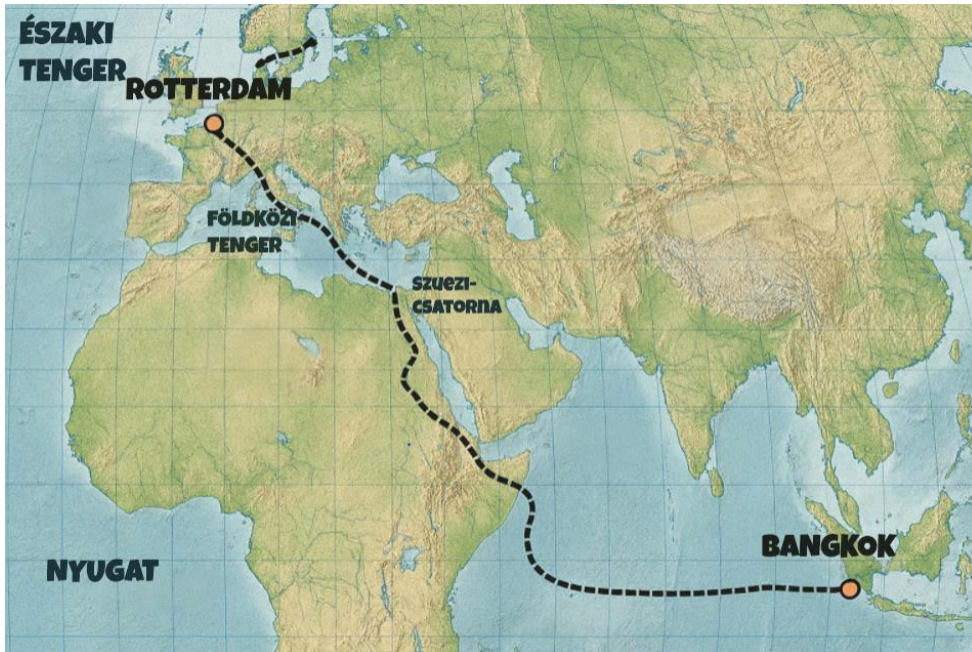 ÉSZAKI
TENGER
ROTTERDAM
FÖLDKÖZI
TENGER
SZUEZI-
CSATORNA
BANGKOK
NYUGAT